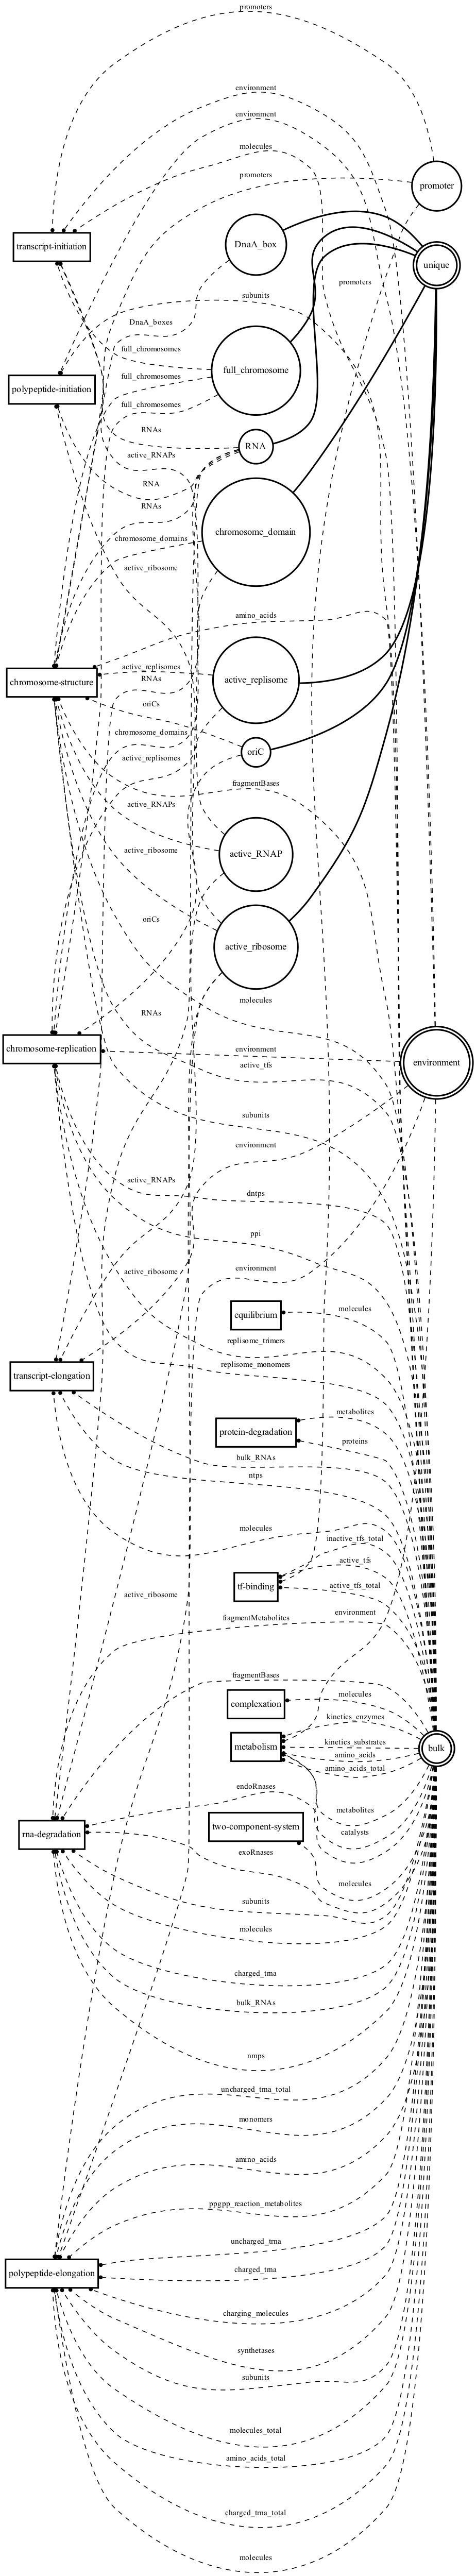 promoters
environment
environment
molecules
promoters
promoter
DnaA_box
transcript-initiation
unique
promoters
subunits
DnaA_boxes
full_chromosomes
full_chromosome
full_chromosomes
polypeptide-initiation
full_chromosomes
RNAs
RNA
active_RNAPs
RNA
RNAs
chromosome_domain
chromosome_domains
active_ribosome
amino_acids
active_replisomes
active_replisome
RNAs
chromosome-structure
oriCs
chromosome_domains
oriC
active_replisomes
fragmentBases
active_RNAPs
active_ribosome
active_RNAP
oriCs
active_ribosome
molecules
RNAs
chromosome-replication
environment
environment
active_tfs
subunits
environment
active_RNAPs
dntps
ppi
environment
active_ribosome
equilibrium
molecules
replisome_trimers
replisome_monomers
transcript-elongation
metabolites
protein-degradation
proteins
bulk_RNAs
ntps
molecules
inactive_tfs_total
active_tfs
tf-binding
active_tfs_total
active_ribosome
environment
fragmentMetabolites
fragmentBases
complexation
molecules
kinetics_enzymes
kinetics_substrates
metabolism
bulk
amino_acids
amino_acids_total
endoRnases
metabolites
two-component-system
catalysts
rna-degradation
exoRnases
molecules
subunits
molecules
charged_trna
bulk_RNAs
nmps
uncharged_trna_total
monomers
amino_acids
ppgpp_reaction_metabolites
uncharged_trna
polypeptide-elongation
charged_trna
charging_molecules
synthetases
subunits
molecules_total
amino_acids_total
charged_trna_total
molecules